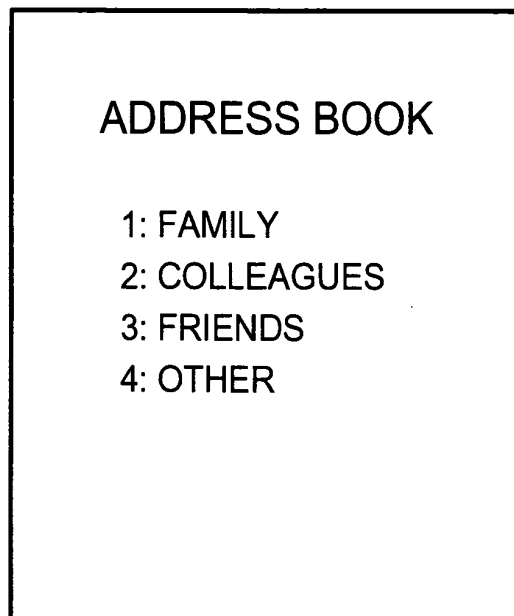 ADDRESS BOOK
1: FAMILY
2: COLLEAGUES
3: FRIENDS
4: OTHER